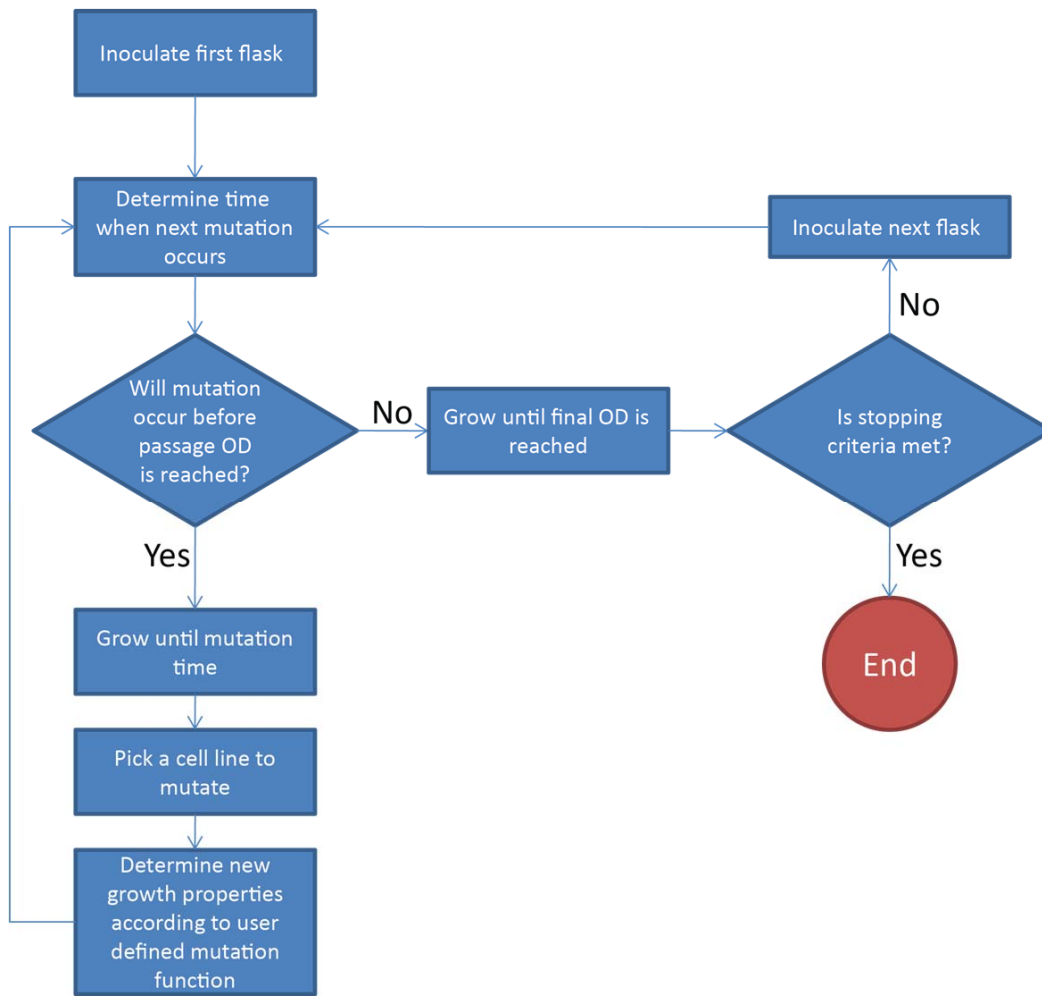 Inoculate first flask
Determine time
when next mutation
occurs
Inoculate next flask
No
Will mutation
occur before
passage OD
is reached?
No
Grow until final OD is
reached
Is stopping
criteria met?
Yes
Yes
Grow until mutation
time
End
Pick a cell line to
mutate
Determine new
growth properties
according to user
defined mutation
function